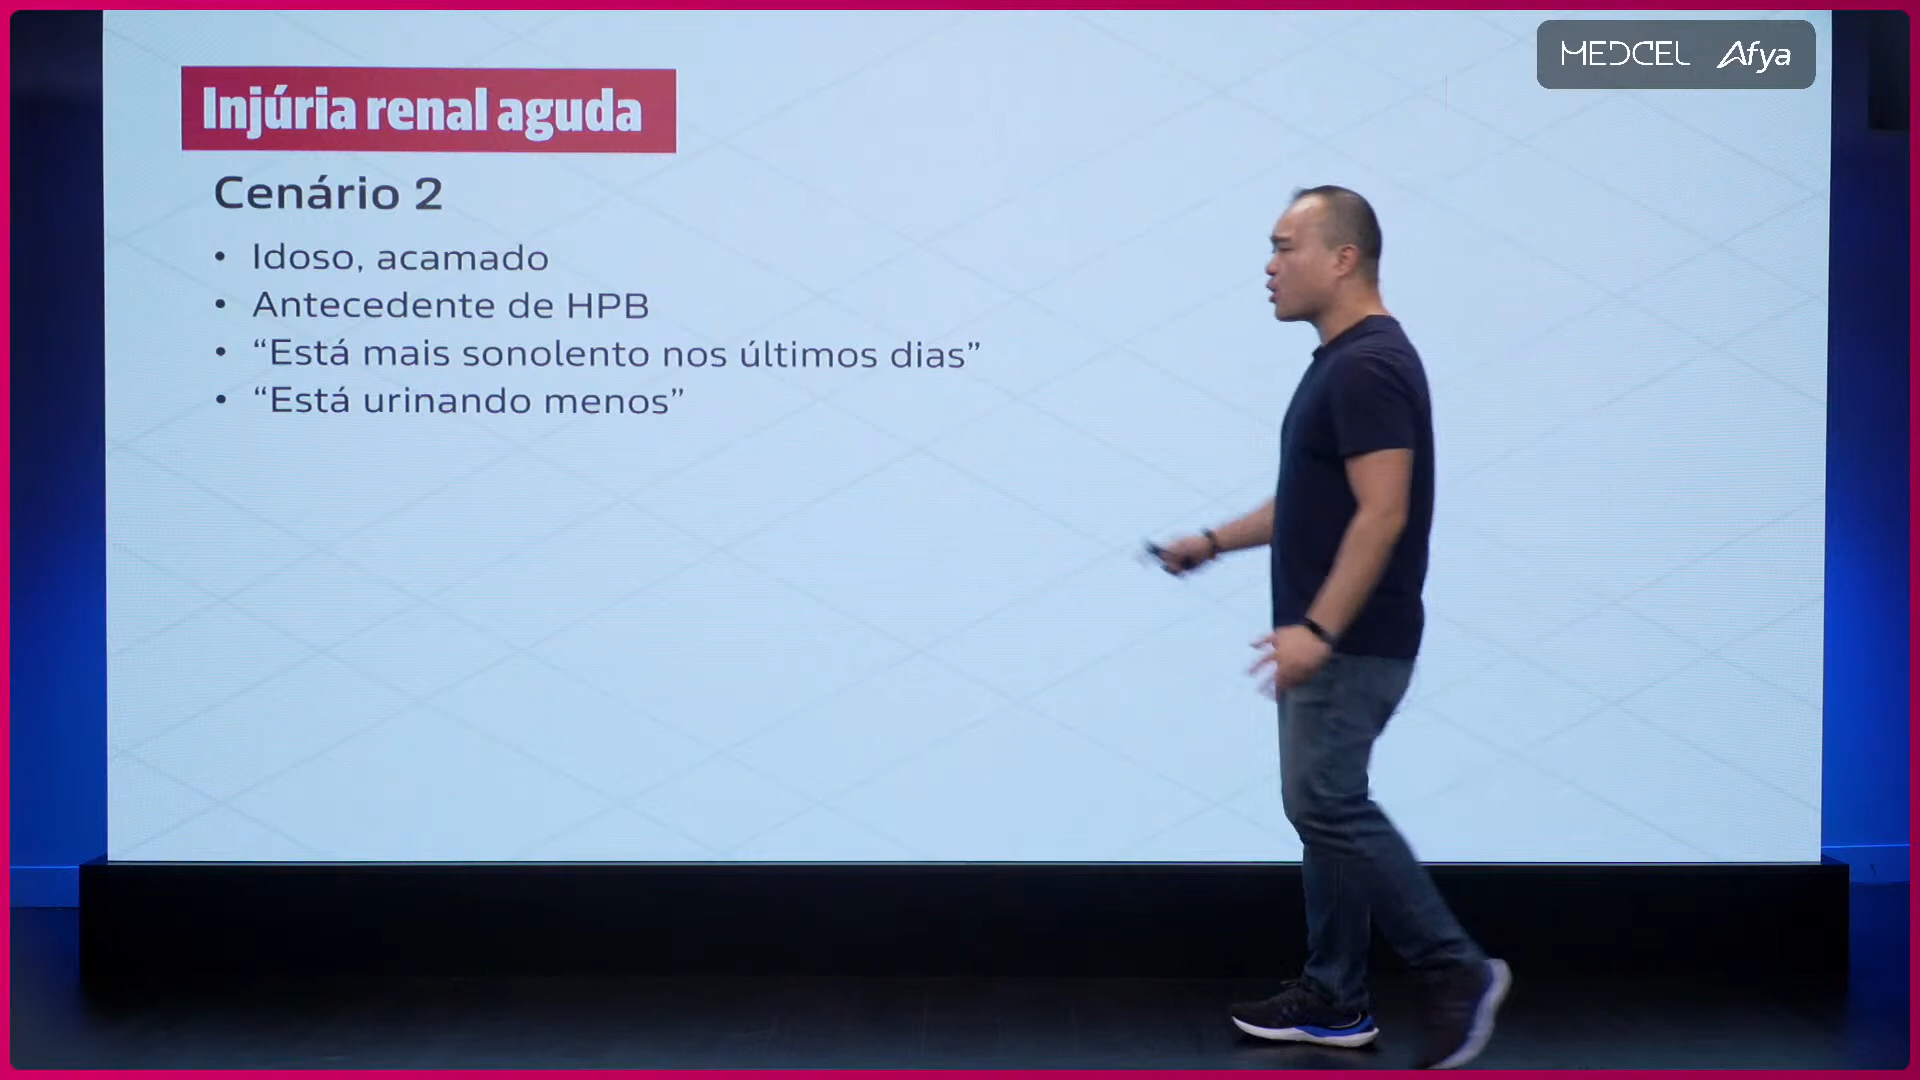 MEDCEL Afya
Injúria renal aguda
Cenário 2
• Idoso, acamado
• Antecedente de HPB
• “Está mais sonolento nos últimos dias”
• “Está urinando menos”